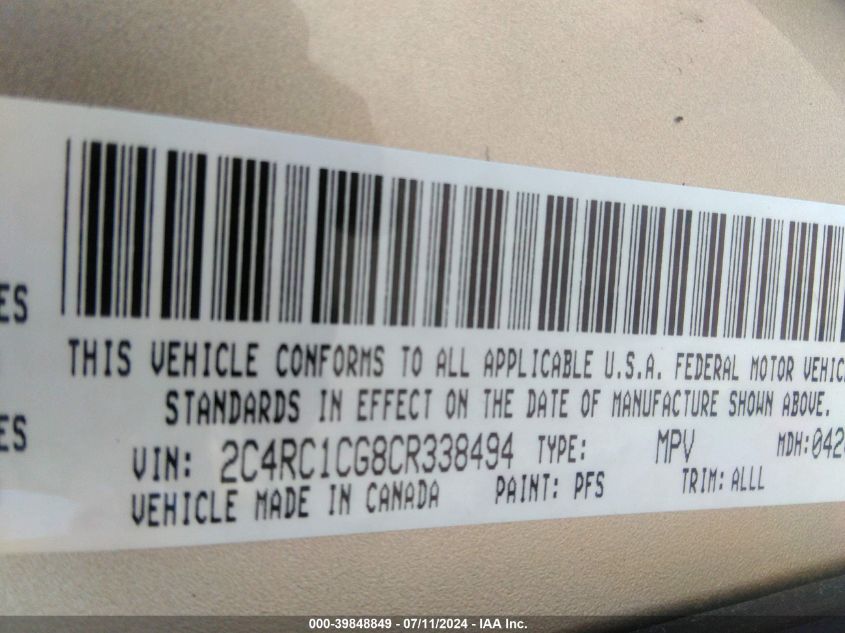 ES
THIS VEHICLE CONFORMS TO ALL APPLICABLE U.S.A. FEDERAL MOTOR VEHIC
STANDARDS IN EFFECT ON THE DATE OF MANUFACTURE SHOWN ABOVE.
ES
VIN: 2C4RC1CG8CR338494 TYPE: MPV MDH:042
VEHICLE MADE IN CANADA PAINT: PFS TRIM: ALLL
000-39848849 / 07/11/2024 - IAA Inc.